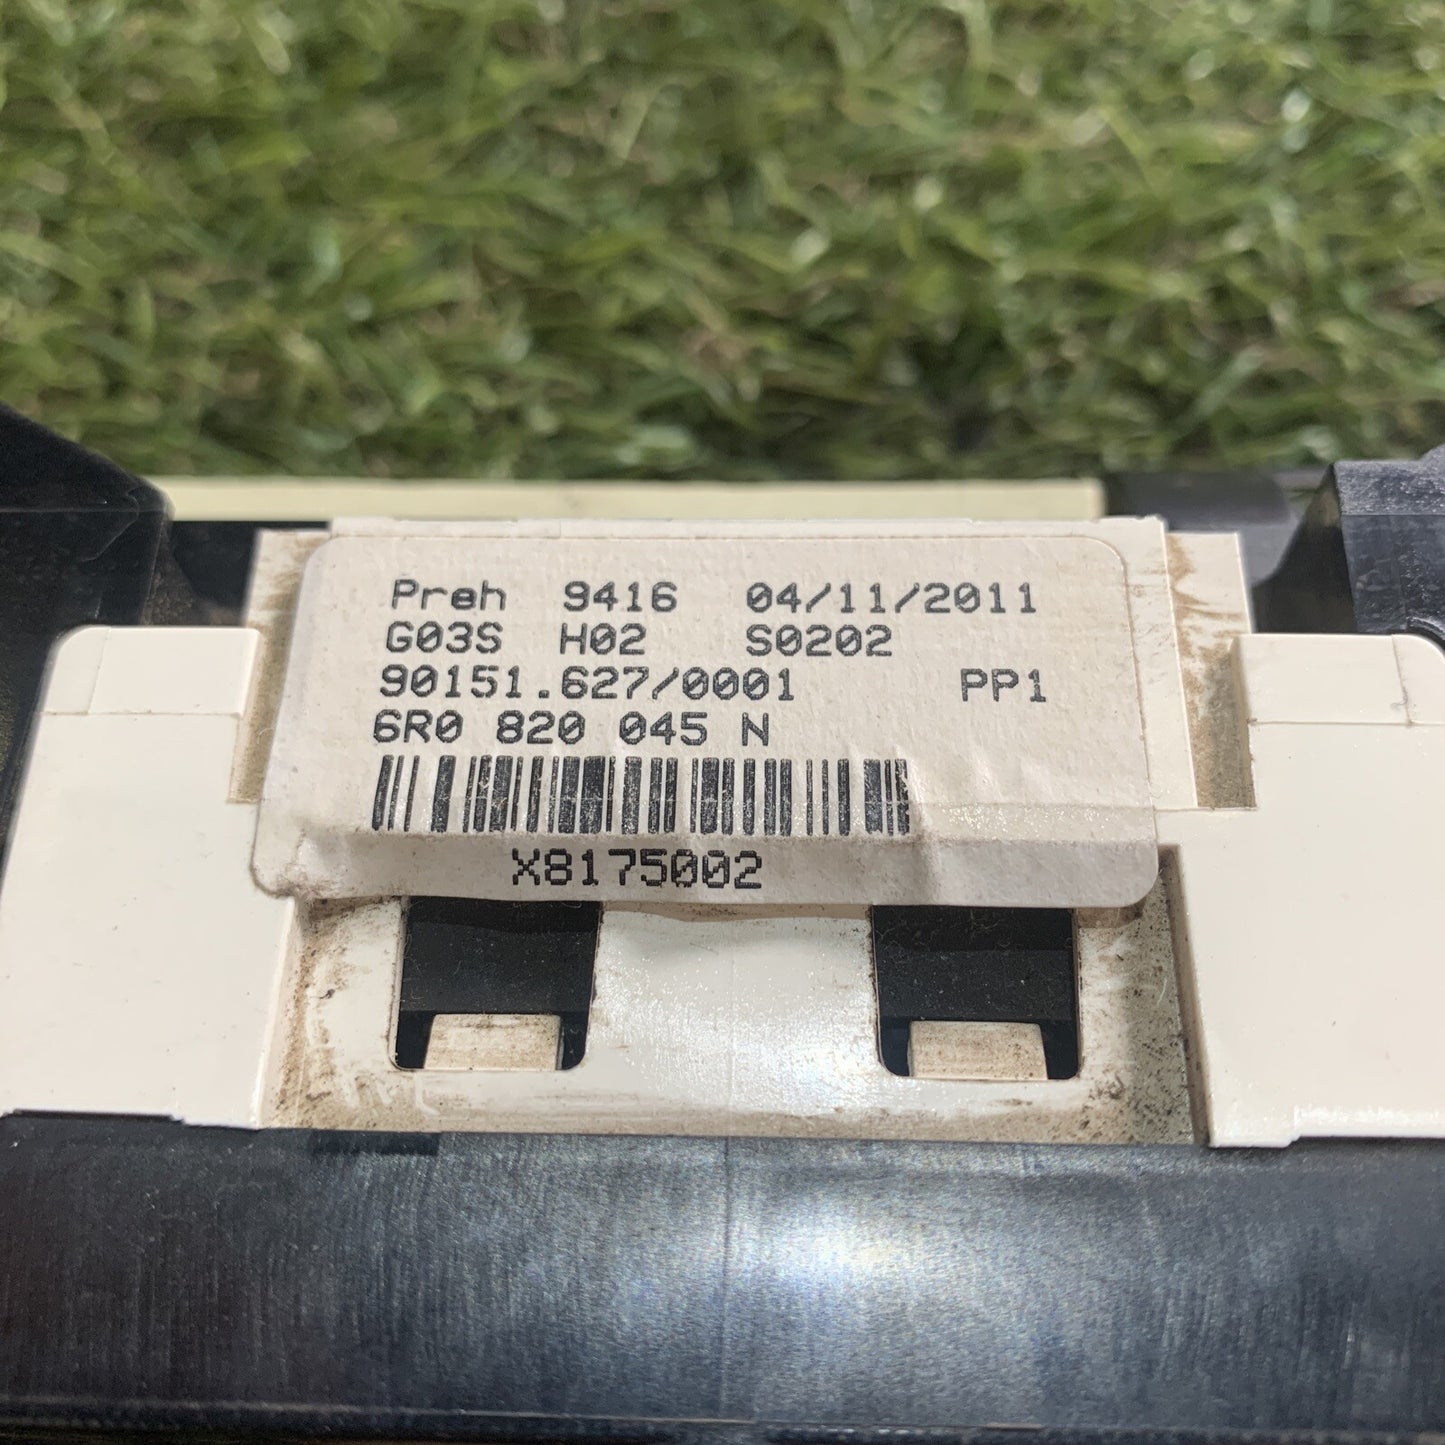 Preh 9416 04/11/2011
G03S H02 S0202
90151.627/0001 PP1
6R0 820 045 N
X8175002